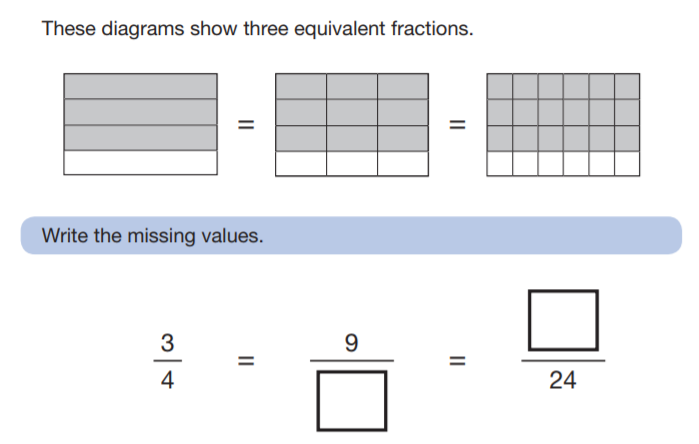 These diagrams show three equivalent fractions.
= =
Write the missing values.
3 9
= =
4 24